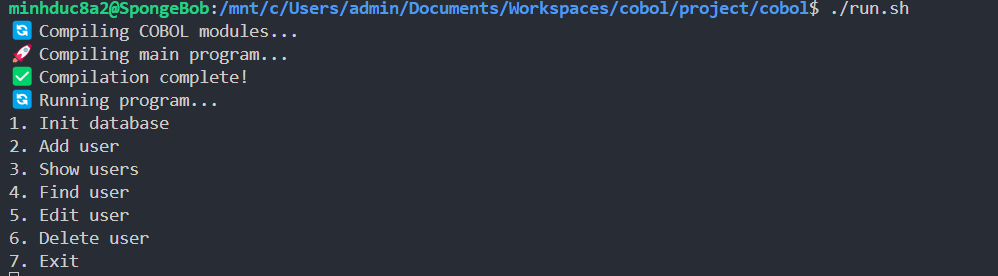 minhduc8a2@SpongeBob:/mnt/c/Users/admin/Documents/Workspaces/cobol/project/cobol$ ./run.sh
🔄 Compiling COBOL modules...
🚀 Compiling main program...
✅ Compilation complete!
🔄 Running program...
1. Init database
2. Add user
3. Show users
4. Find user
5. Edit user
6. Delete user
7. Exit